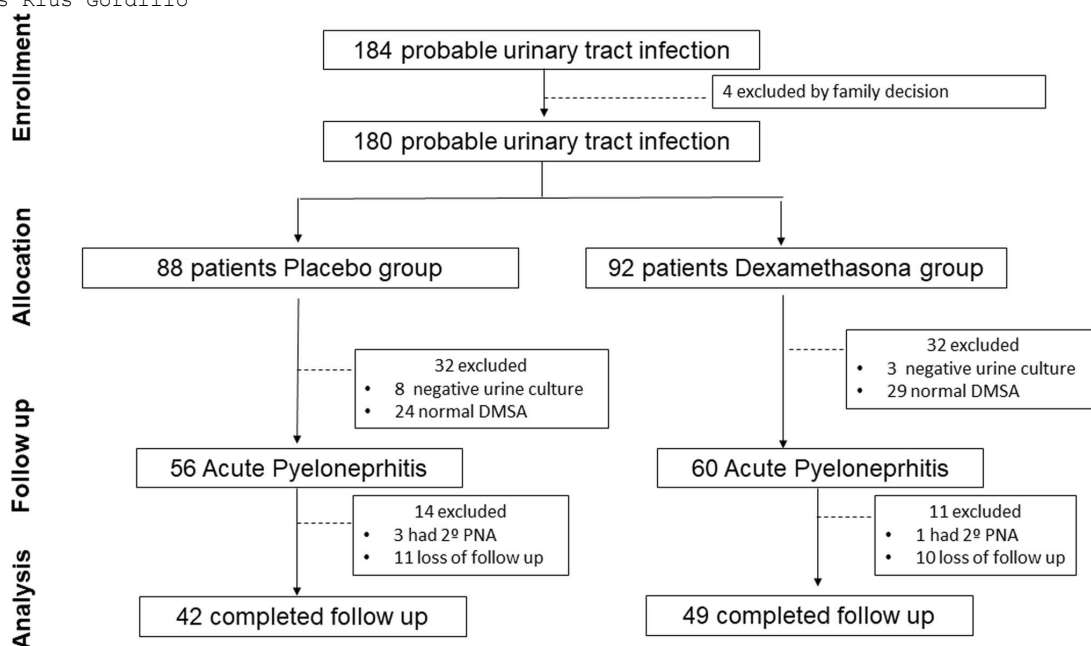 Rius Gordillo
Enrollment
184 probable urinary tract infection
4 excluded by family decision
180 probable urinary tract infection
Allocation
88 patients Placebo group
92 patients Dexamethasona group
32 excluded
• 8 negative urine culture
• 24 normal DMSA
32 excluded
• 3 negative urine culture
• 29 normal DMSA
Follow up
56 Acute Pyeloneprhitis
60 Acute Pyeloneprhitis
14 excluded
• 3 had 2º PNA
• 11 loss of follow up
11 excluded
• 1 had 2º PNA
• 10 loss of follow up
Analysis
42 completed follow up
49 completed follow up